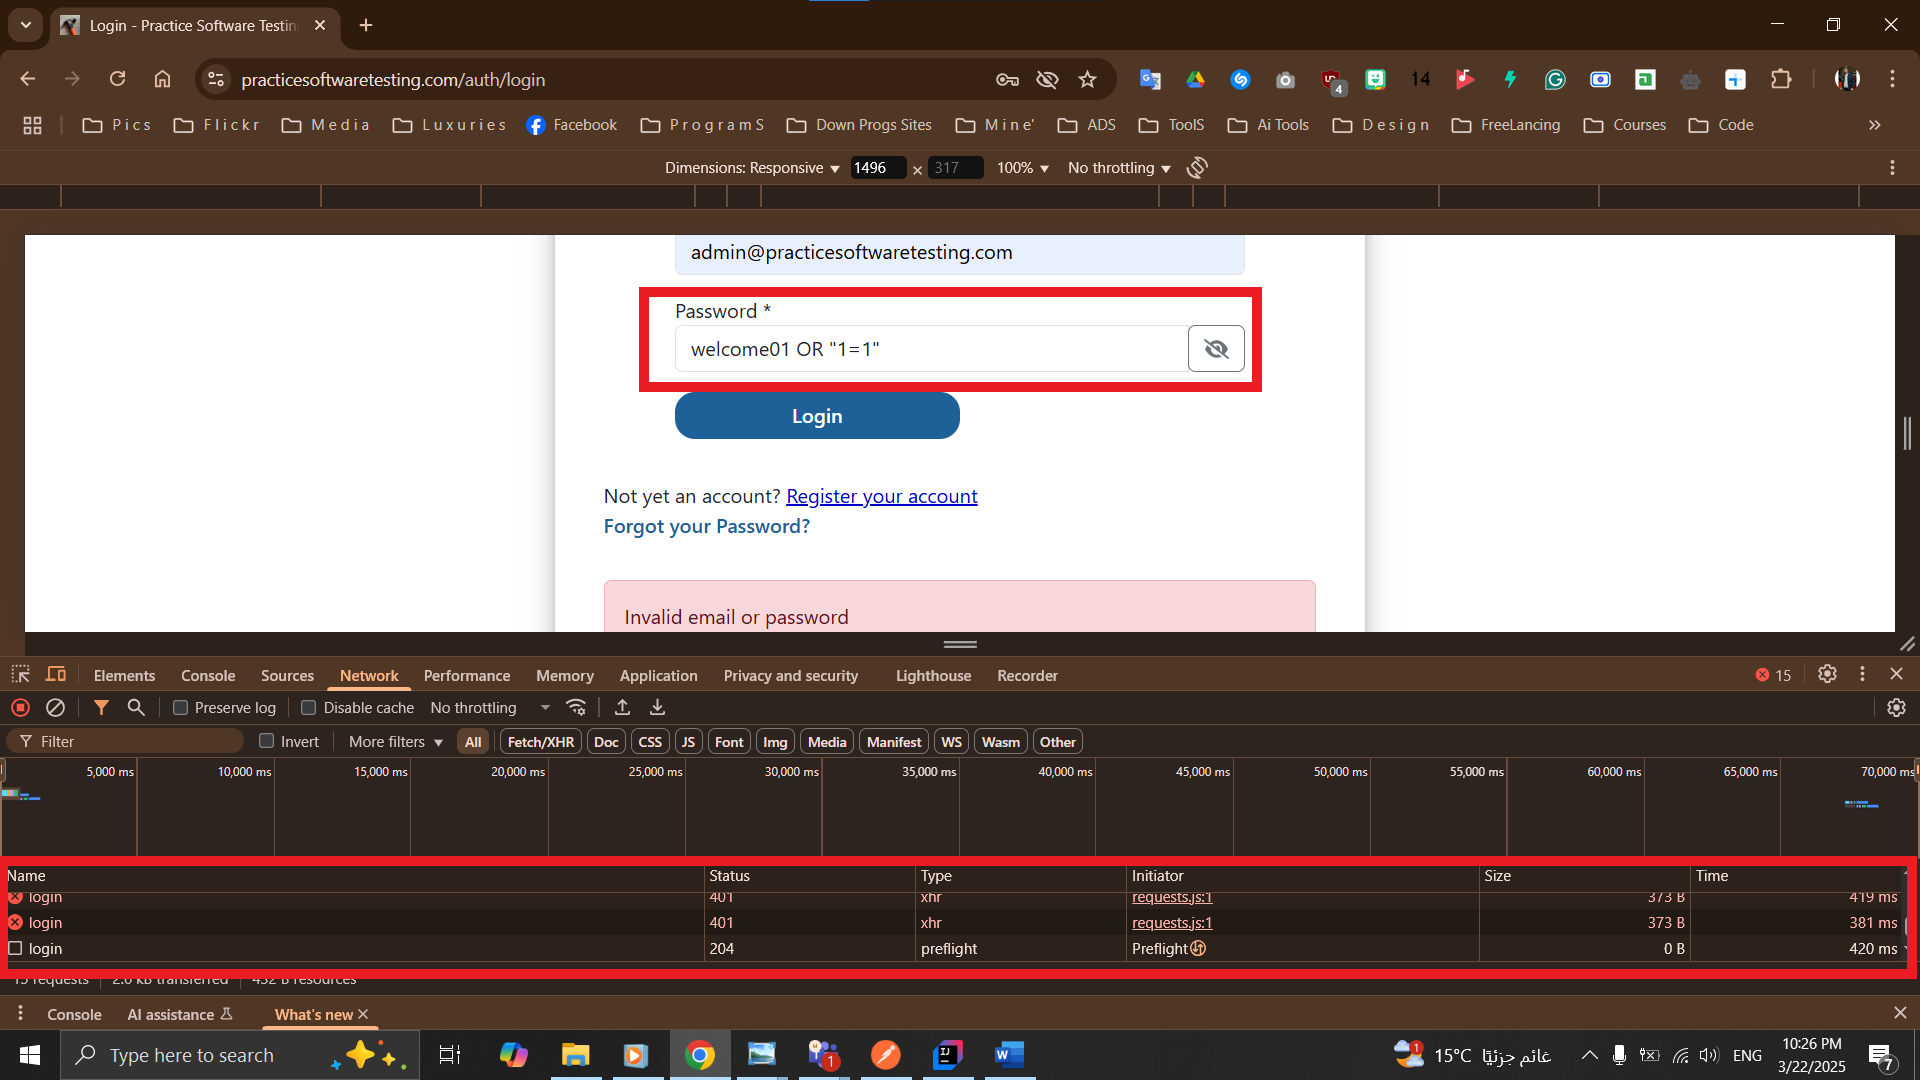 Login - Practice Software Testin
practicesoftwaretesting.com/auth/login
4
14
Pics
Flickr
Media
Luxuries
Facebook
ProgramS
Down Progs Sites
Mine'
ADS
ToolS
Ai Tools
Design
FreeLancing
Courses
Code
Dimensions: Responsive
1496
×
317
100%
No throttling
admin@practicesoftwaretesting.com
Password *
welcome01 OR "1=1"
Login
Not yet an account? Register your account
Forgot your Password?
Invalid email or password
Elements
Console
Sources
Network
Performance
Memory
Application
Privacy and security
Lighthouse
Recorder
15
Preserve log
Disable cache
No throttling
Filter
Invert
More filters
All
Fetch/XHR
Doc
CSS
JS
Font
Img
Media
Manifest
WS
Wasm
Other
5,000 ms
10,000 ms
15,000 ms
20,000 ms
25,000 ms
30,000 ms
35,000 ms
40,000 ms
45,000 ms
50,000 ms
55,000 ms
60,000 ms
65,000 ms
70,000 ms
Name Status Type Initiator Size Time
login 401 xhr requests.js:1 373 B 419 ms
login 401 xhr requests.js:1 373 B 381 ms
login 204 preflight Preflight 0 B 420 ms
15 requests 2.0 kB transferred 432 B resources
Console
AI assistance
What's new
Type here to search
1
1
15°C غائم جزئيًا
ENG
10:26 PM
3/22/2025
7